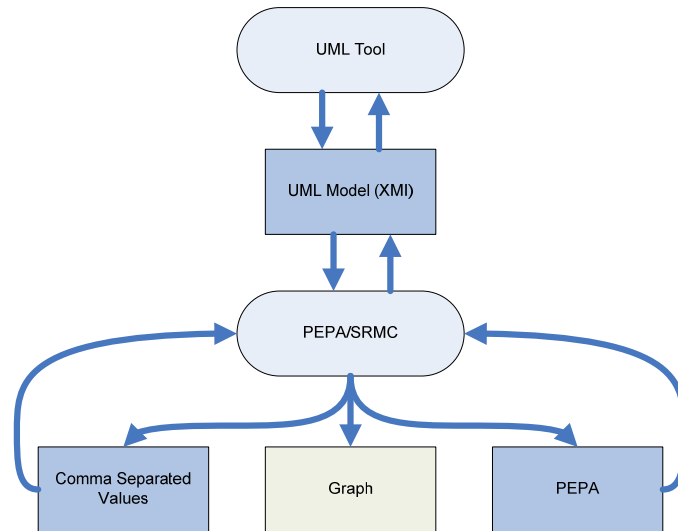 UML Tool
UML Model (XMI)
PEPA/SRMC
Comma Separated
Values
Graph
PEPA